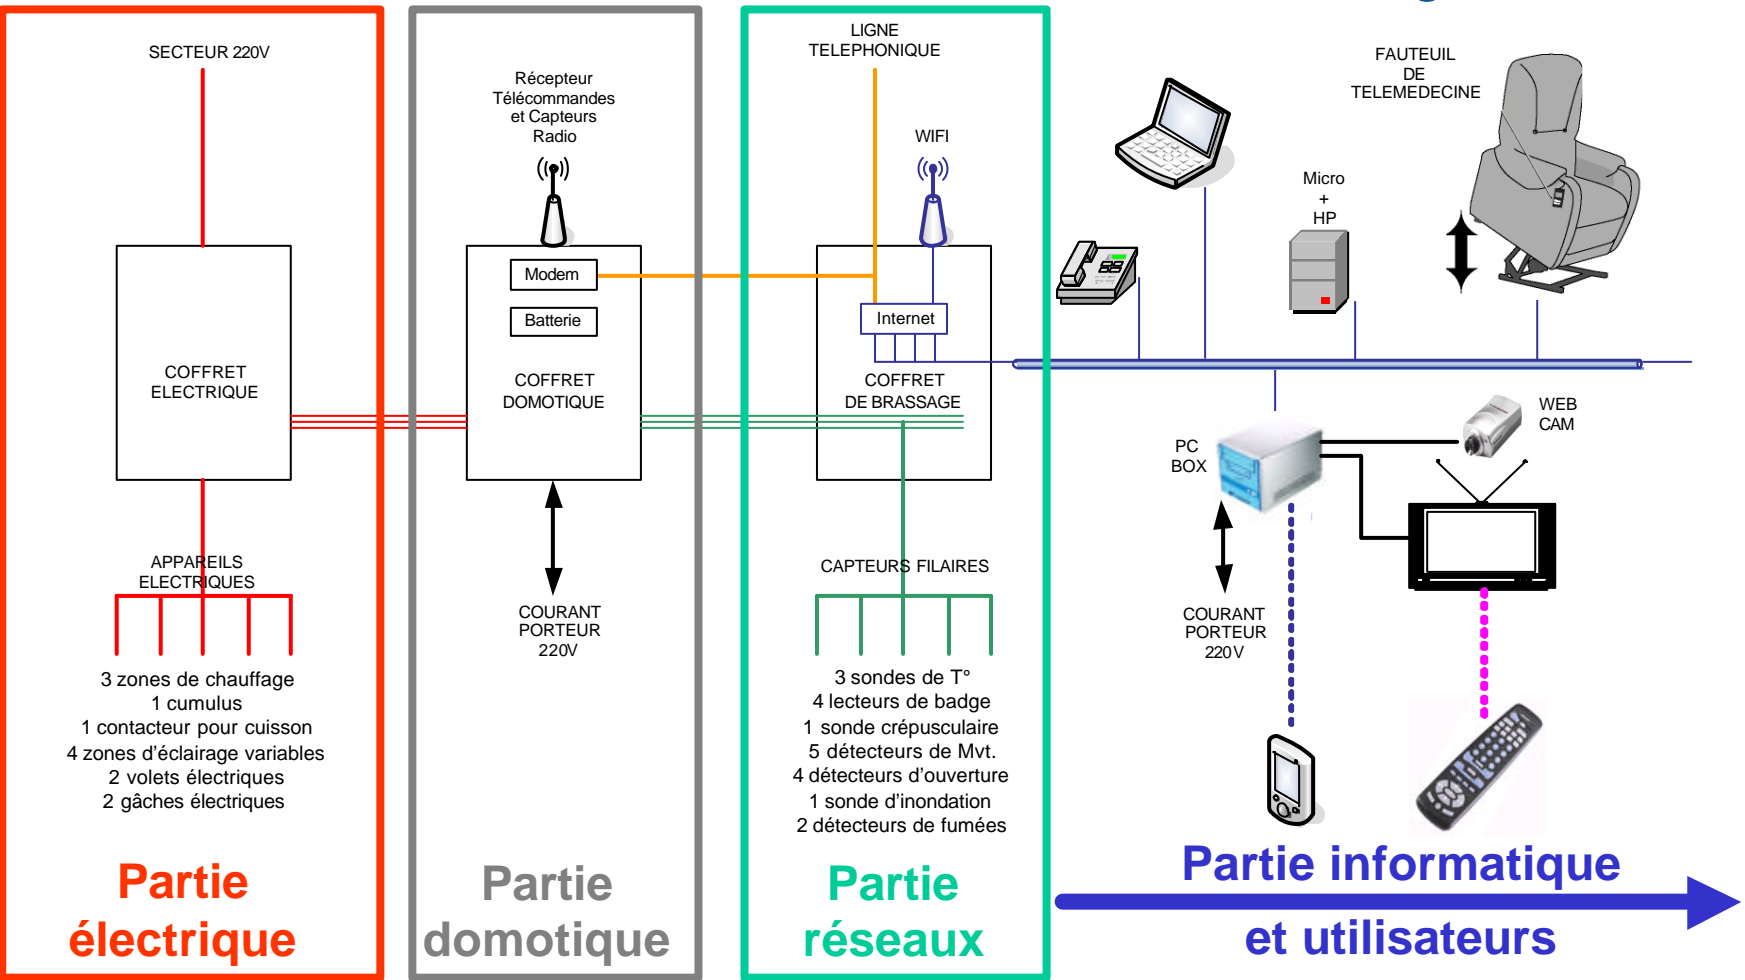 SECTEUR 220V
COFFRET
ELECTRIQUE
APPAREILS
ELECTRIQUES
3 zones de chauffage
1 cumulus
1 contacteur pour cuisson
4 zones d'éclairage variables
2 volets électriques
2 gâches électriques
Partie
électrique
Récepteur
Télécommandes
et Capteurs
Radio
Modem
Batterie
COFFRET
DOMOTIQUE
COURANT
PORTEUR
220V
Partie
domotique
LIGNE
TELEPHONIQUE
WIFI
Internet
COFFRET
DE BRASSAGE
CAPTEURS FILAIRES
3 sondes de T°
4 lecteurs de badge
1 sonde crépusculaire
5 détecteurs de Mvt.
4 détecteurs d'ouverture
1 sonde d'inondation
2 détecteurs de fumées
Partie
réseaux
FAUTEUIL
DE
TELEMEDECINE
Micro
+
HP
WEB
CAM
PC
BOX
COURANT
PORTEUR
220V
Partie informatique
et utilisateurs